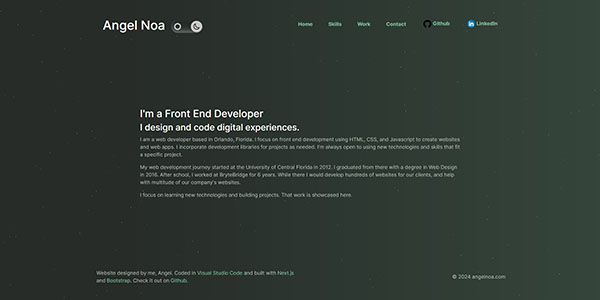 Angel Noa
Home Skills Work Contact Github LinkedIn
I'm a Front End Developer
I design and code digital experiences.
I am a web developer based in Orlando, Florida. I focus on front end development using HTML, CSS, and Javascript to create websites
and web apps. I incorporate development libraries for projects as needed. I'm always open to using new technologies and skills that fit
a specific project.
My web development journey started at the University of Central Florida in 2012. I graduated from there with a degree in Web Design
in 2016. After school, I worked at BryteBridge for 6 years. While there I would develop hundreds of websites for our clients, and help
with multitude of our company's websites.
I focus on learning new technologies and building projects. That work is showcased here.
Website designed by me, Angel. Coded in Visual Studio Code and built with Next.js
and Bootstrap. Check it out on Github.
© 2024 angelnoa.com